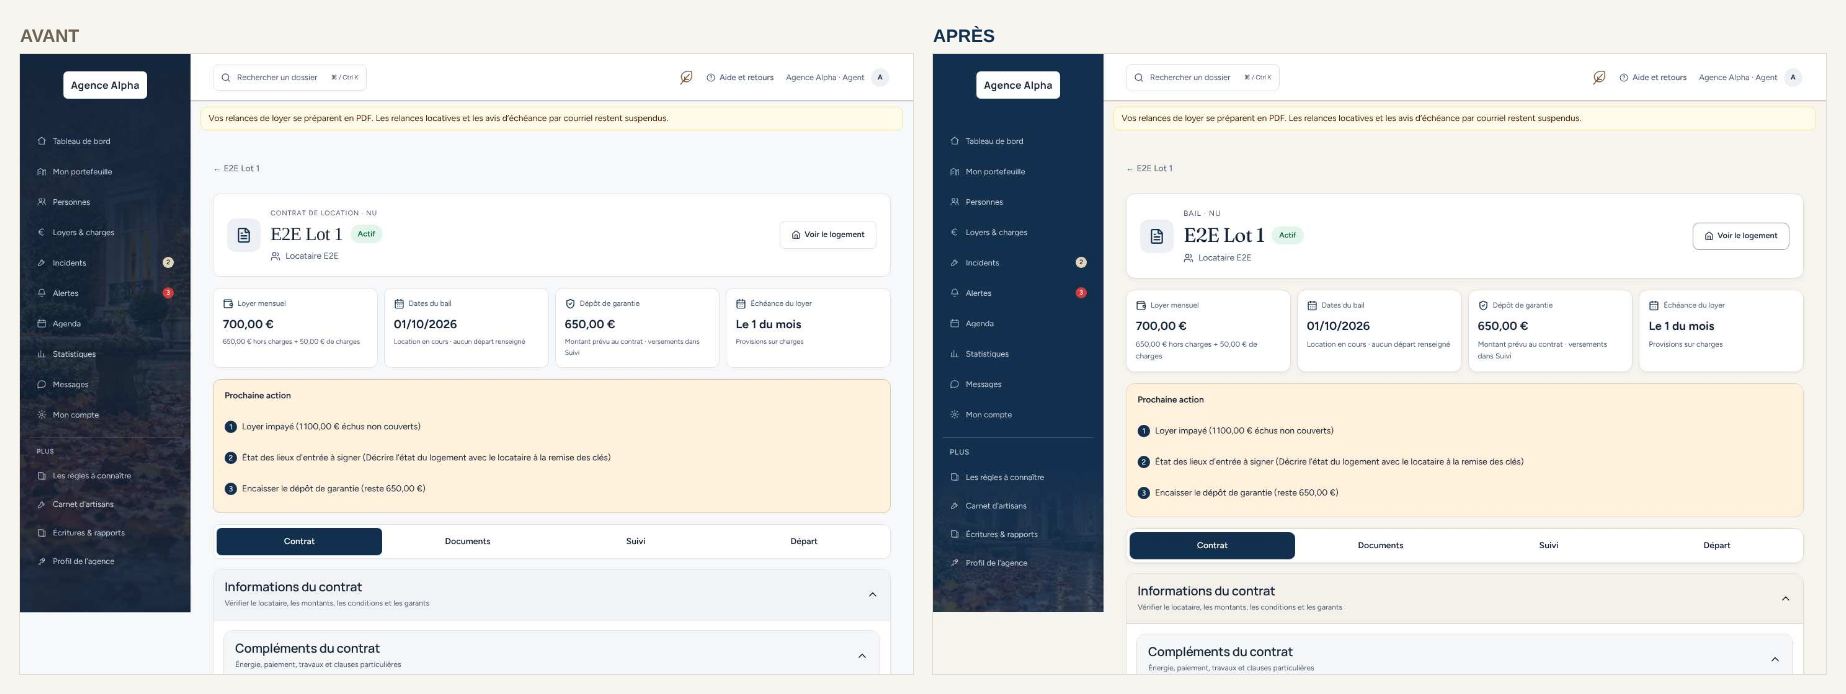 AVANT
Agence Alpha
Rechercher un dossier
⌘ / Ctrl K
Aide et retours
Agence Alpha · Agent
A
Vos relances de loyer se préparent en PDF. Les relances locatives et les avis d'échéance par courriel restent suspendus.
Tableau de bord
Mon portefeuille
Personnes
Loyers & charges
Incidents 2
Alertes 3
Agenda
Statistiques
Messages
Mon compte
PLUS
Les règles à connaître
Carnet d'artisans
Écritures & rapports
Profil de l'agence
← E2E Lot 1
CONTRAT DE LOCATION · NU
E2E Lot 1 Actif
Locataire E2E
Voir le logement
Loyer mensuel
700,00 €
650,00 € hors charges + 50,00 € de charges
Dates du bail
01/10/2026
Location en cours · aucun départ renseigné
Dépôt de garantie
650,00 €
Montant prévu au contrat · versements dans
Suivi
Échéance du loyer
Le 1 du mois
Provisions sur charges
Prochaine action
1 Loyer impayé (1 100,00 € échus non couverts)
2 État des lieux d'entrée à signer (Décrire l'état du logement avec le locataire à la remise des clés)
3 Encaisser le dépôt de garantie (reste 650,00 €)
Contrat Documents Suivi Départ
Informations du contrat
Vérifier le locataire, les montants, les conditions et les garants
Compléments du contrat
Énergie, paiement, travaux et clauses particulières
APRÈS
Agence Alpha
Rechercher un dossier
⌘ / Ctrl K
Aide et retours
Agence Alpha · Agent
A
Vos relances de loyer se préparent en PDF. Les relances locatives et les avis d'échéance par courriel restent suspendus.
Tableau de bord
Mon portefeuille
Personnes
Loyers & charges
Incidents 2
Alertes 3
Agenda
Statistiques
Messages
Mon compte
PLUS
Les règles à connaître
Carnet d'artisans
Écritures & rapports
Profil de l'agence
← E2E Lot 1
BAIL · NU
E2E Lot 1 Actif
Locataire E2E
Voir le logement
Loyer mensuel
700,00 €
650,00 € hors charges + 50,00 € de
charges
Dates du bail
01/10/2026
Location en cours · aucun départ renseigné
Dépôt de garantie
650,00 €
Montant prévu au contrat · versements
dans Suivi
Échéance du loyer
Le 1 du mois
Provisions sur charges
Prochaine action
1 Loyer impayé (1 100,00 € échus non couverts)
2 État des lieux d'entrée à signer (Décrire l'état du logement avec le locataire à la remise des clés)
3 Encaisser le dépôt de garantie (reste 650,00 €)
Contrat Documents Suivi Départ
Informations du contrat
Vérifier le locataire, les montants, les conditions et les garants
Compléments du contrat
Énergie, paiement, travaux et clauses particulières